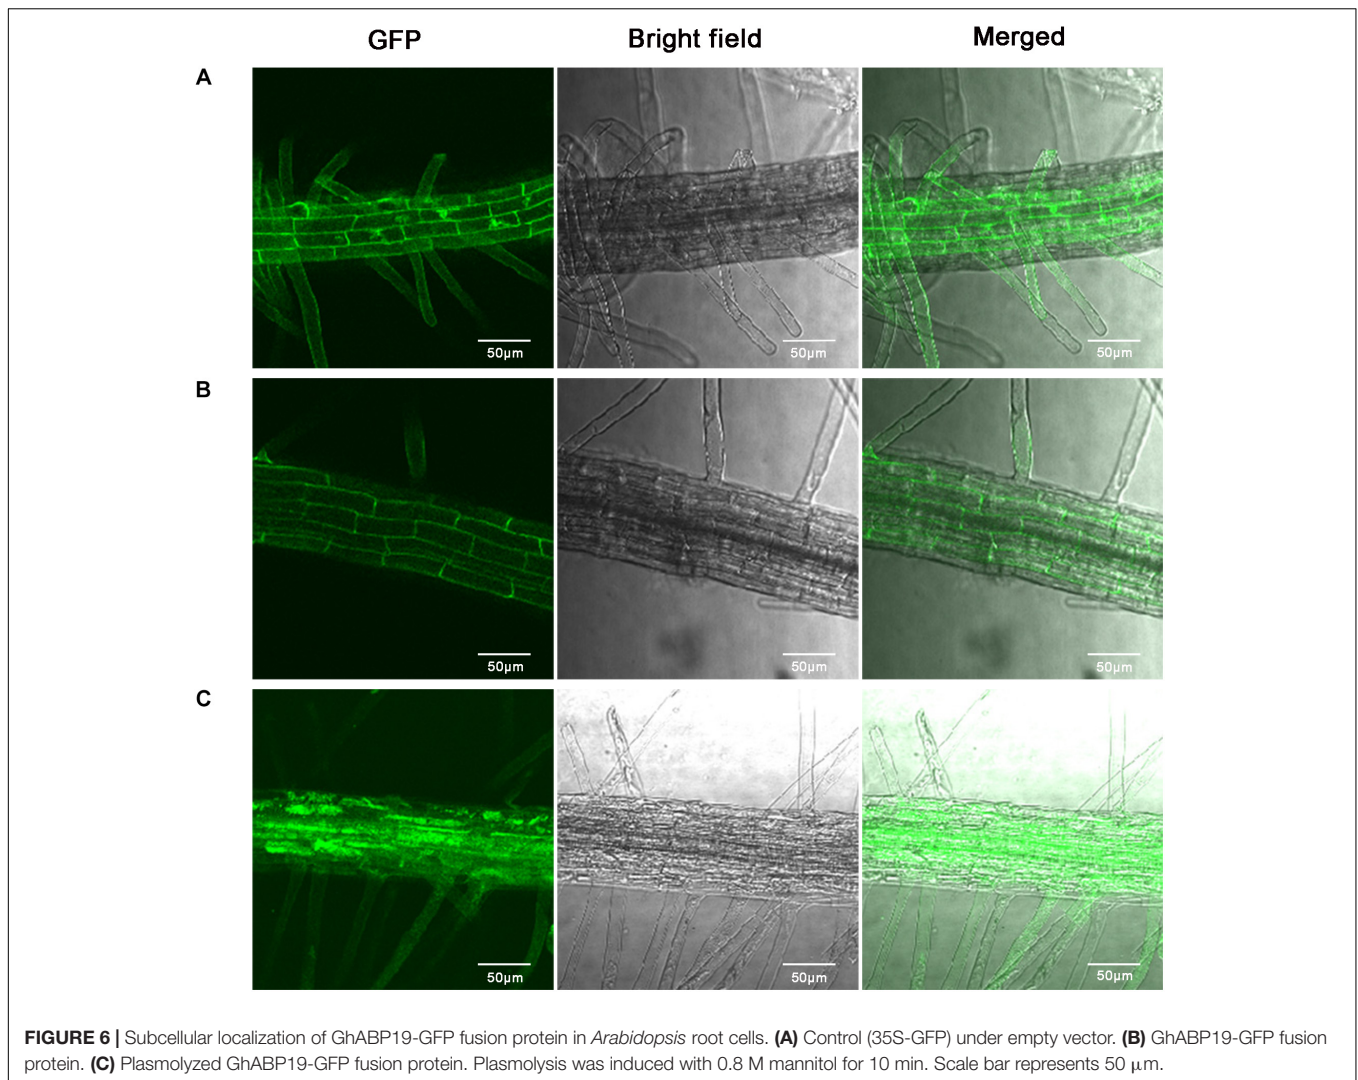 GFP Bright field Merged
A
50µm 50µm 50µm
B
50µm 50µm 50µm
C
50µm 50µm 50µm
FIGURE 6 | Subcellular localization of GhABP19-GFP fusion protein in Arabidopsis root cells. (A) Control (35S-GFP) under empty vector. (B) GhABP19-GFP fusion
protein. (C) Plasmolyzed GhABP19-GFP fusion protein. Plasmolysis was induced with 0.8 M mannitol for 10 min. Scale bar represents 50 µm.